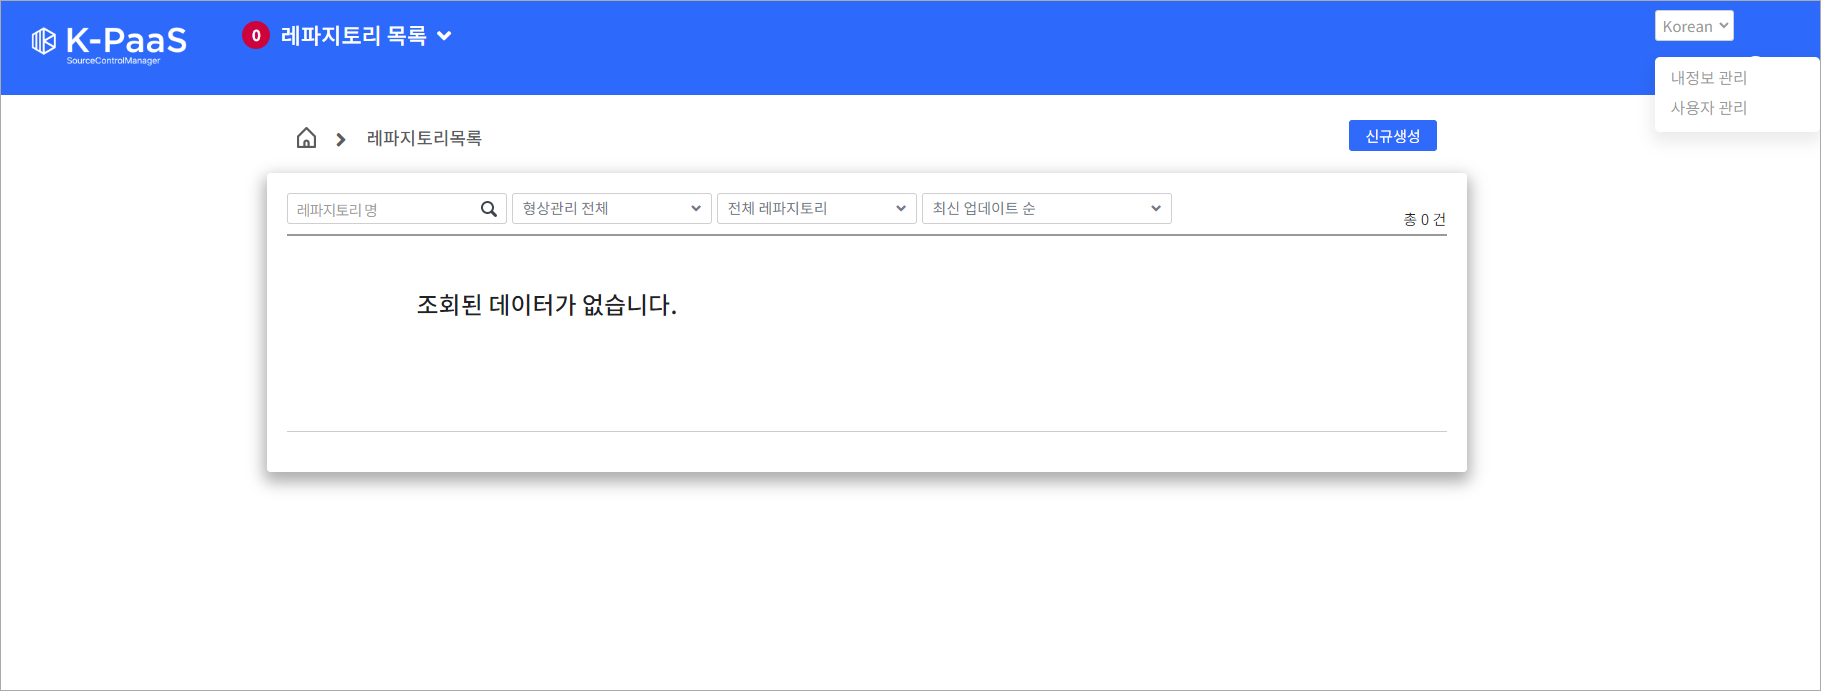 K-PaaS
SourceControlManager
0 레파지토리 목록
Korean
내정보 관리
사용자 관리
레파지토리목록
신규생성
레파지토리 명
형상관리 전체
전체 레파지토리
최신 업데이트 순
총 0 건
조회된 데이터가 없습니다.